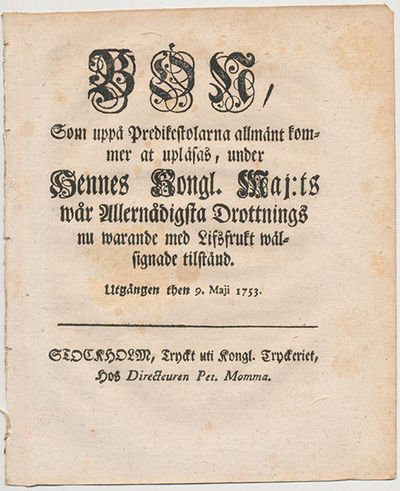 BÖN,
Som uppå Predikestolarna allmänt kom-
mer at upläsas, under
Hennes Kongl. Maj:ts
wår Allernådigsta Drottnings
nu warande med Lifsfrukt wäl-
signade tilstånd.
Utgången then 9. Maji 1753.
STOCKHOLM, Tryckt uti Kongl. Tryckeriet,
Hos Directeuren Pet. Momma.